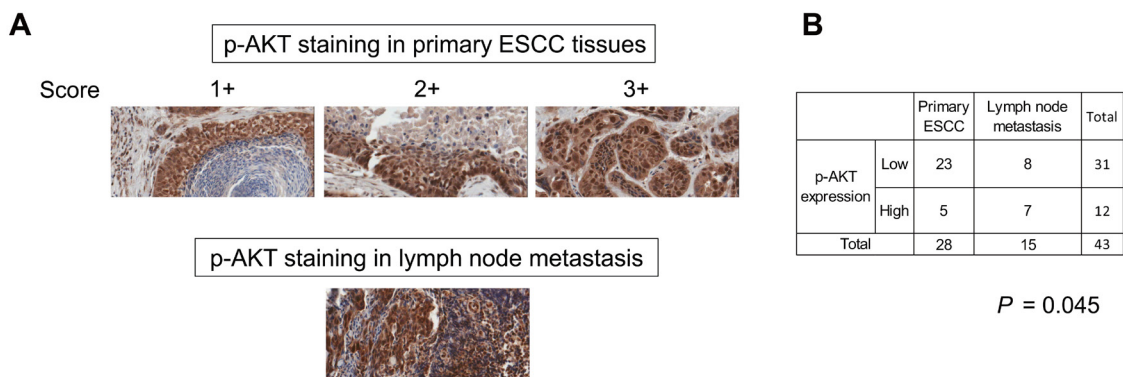 A
p-AKT staining in primary ESCC tissues
Score 1+ 2+ 3+
p-AKT staining in lymph node metastasis
B
Primary ESCC Lymph node metastasis Total
p-AKT expression Low 23 8 31
High 5 7 12
Total 28 15 43
P = 0.045